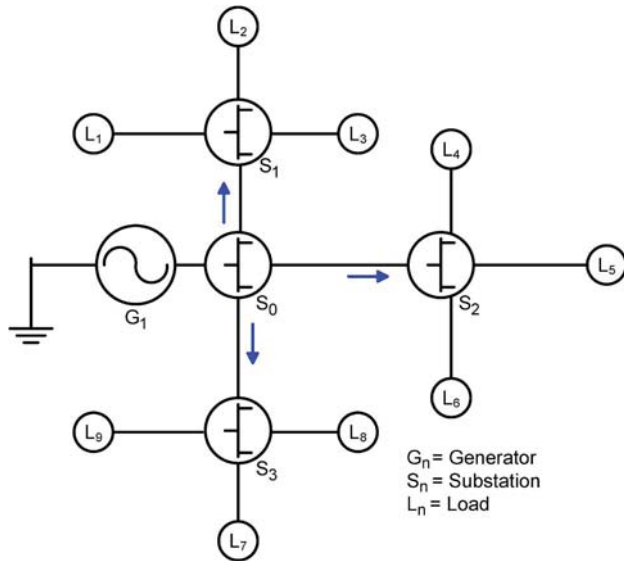 L₂
L₁
L₃
S₁
L₄
G₁
S₀
L₅
S₂
L₆
L₉
L₈
S₃
L₇
Gₙ = Generator
Sₙ = Substation
Lₙ = Load